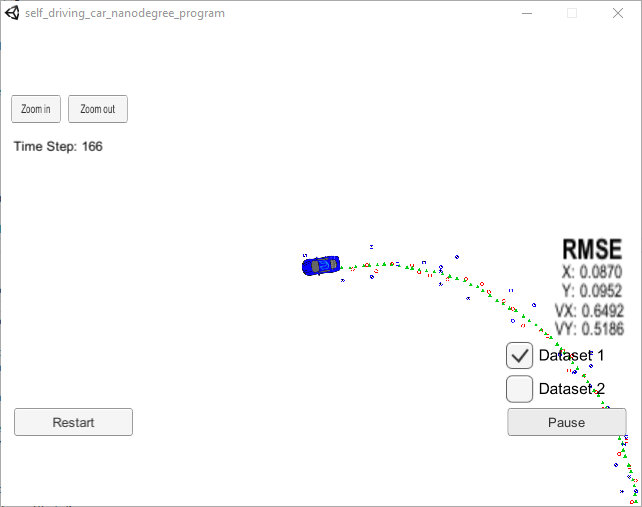 self_driving_car_nanodegree_program
Zoom in
Zoom out
Time Step: 166
RMSE
X: 0.0870
Y: 0.0952
VX: 0.6492
VY: 0.5186
Dataset 1
Dataset 2
Restart
Pause